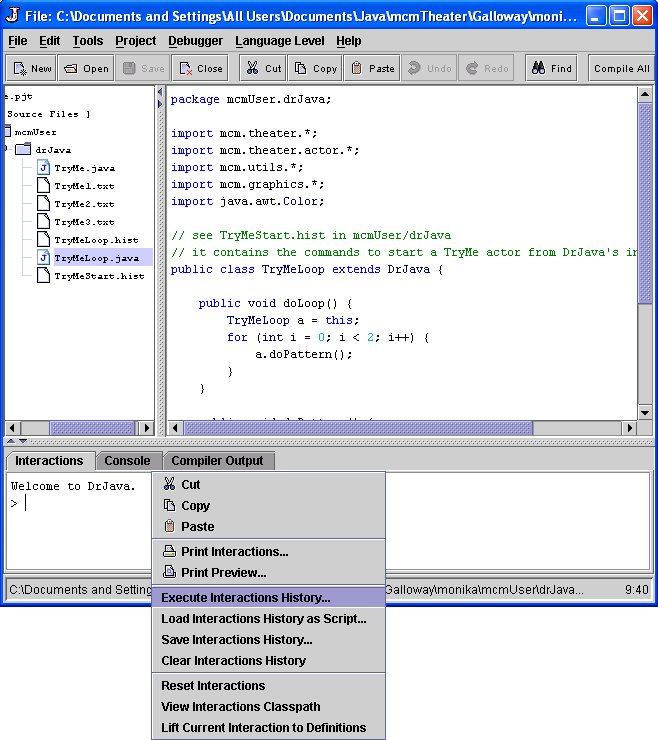 File: C:\Documents and Settings\All Users\Documents\Java\mcmTheater\Galloway\moni...
File Edit Tools Project Debugger Language Level Help
New Open Save Close Cut Copy Paste Undo Redo Find Compile All
e.pjt
Source Files ]
mcmUser
drJava
TryMe.java
TryMe1.txt
TryMe2.txt
TryMe3.txt
TryMeLoop.hist
TryMeLoop.java
TryMeStart.hist
package mcmUser.drJava;
import mcm.theater.*;
import mcm.theater.actor.*;
import mcm.utils.*;
import mcm.graphics.*;
import java.awt.Color;
// see TryMeStart.hist in mcmUser/drJava
// it contains the commands to start a TryMe actor from DrJava's in
public class TryMeLoop extends DrJava {
public void doLoop() {
TryMeLoop a = this;
for (int i = 0; i < 2; i++) {
a.doPattern();
}
}
Interactions Console Compiler Output
Welcome to DrJava.
>
Cut
Copy
Paste
Print Interactions...
Print Preview...
Execute Interactions History...
Load Interactions History as Script...
Save Interactions History...
Clear Interactions History
Reset Interactions
View Interactions Classpath
Lift Current Interaction to Definitions
C:\Documents and Setting Galloway\monika\mcmUser\drJava... 9:40